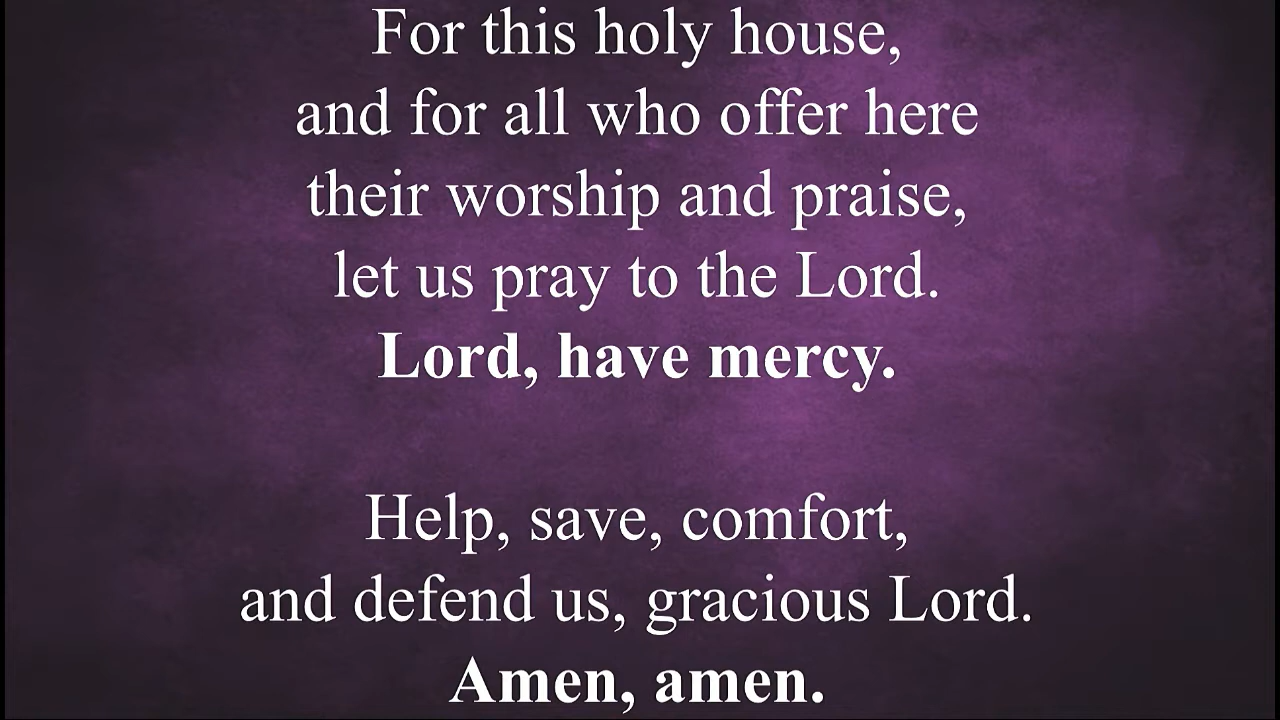 For this holy house,
and for all who offer here
their worship and praise,
let us pray to the Lord.
Lord, have mercy.
Help, save, comfort,
and defend us, gracious Lord.
Amen, amen.